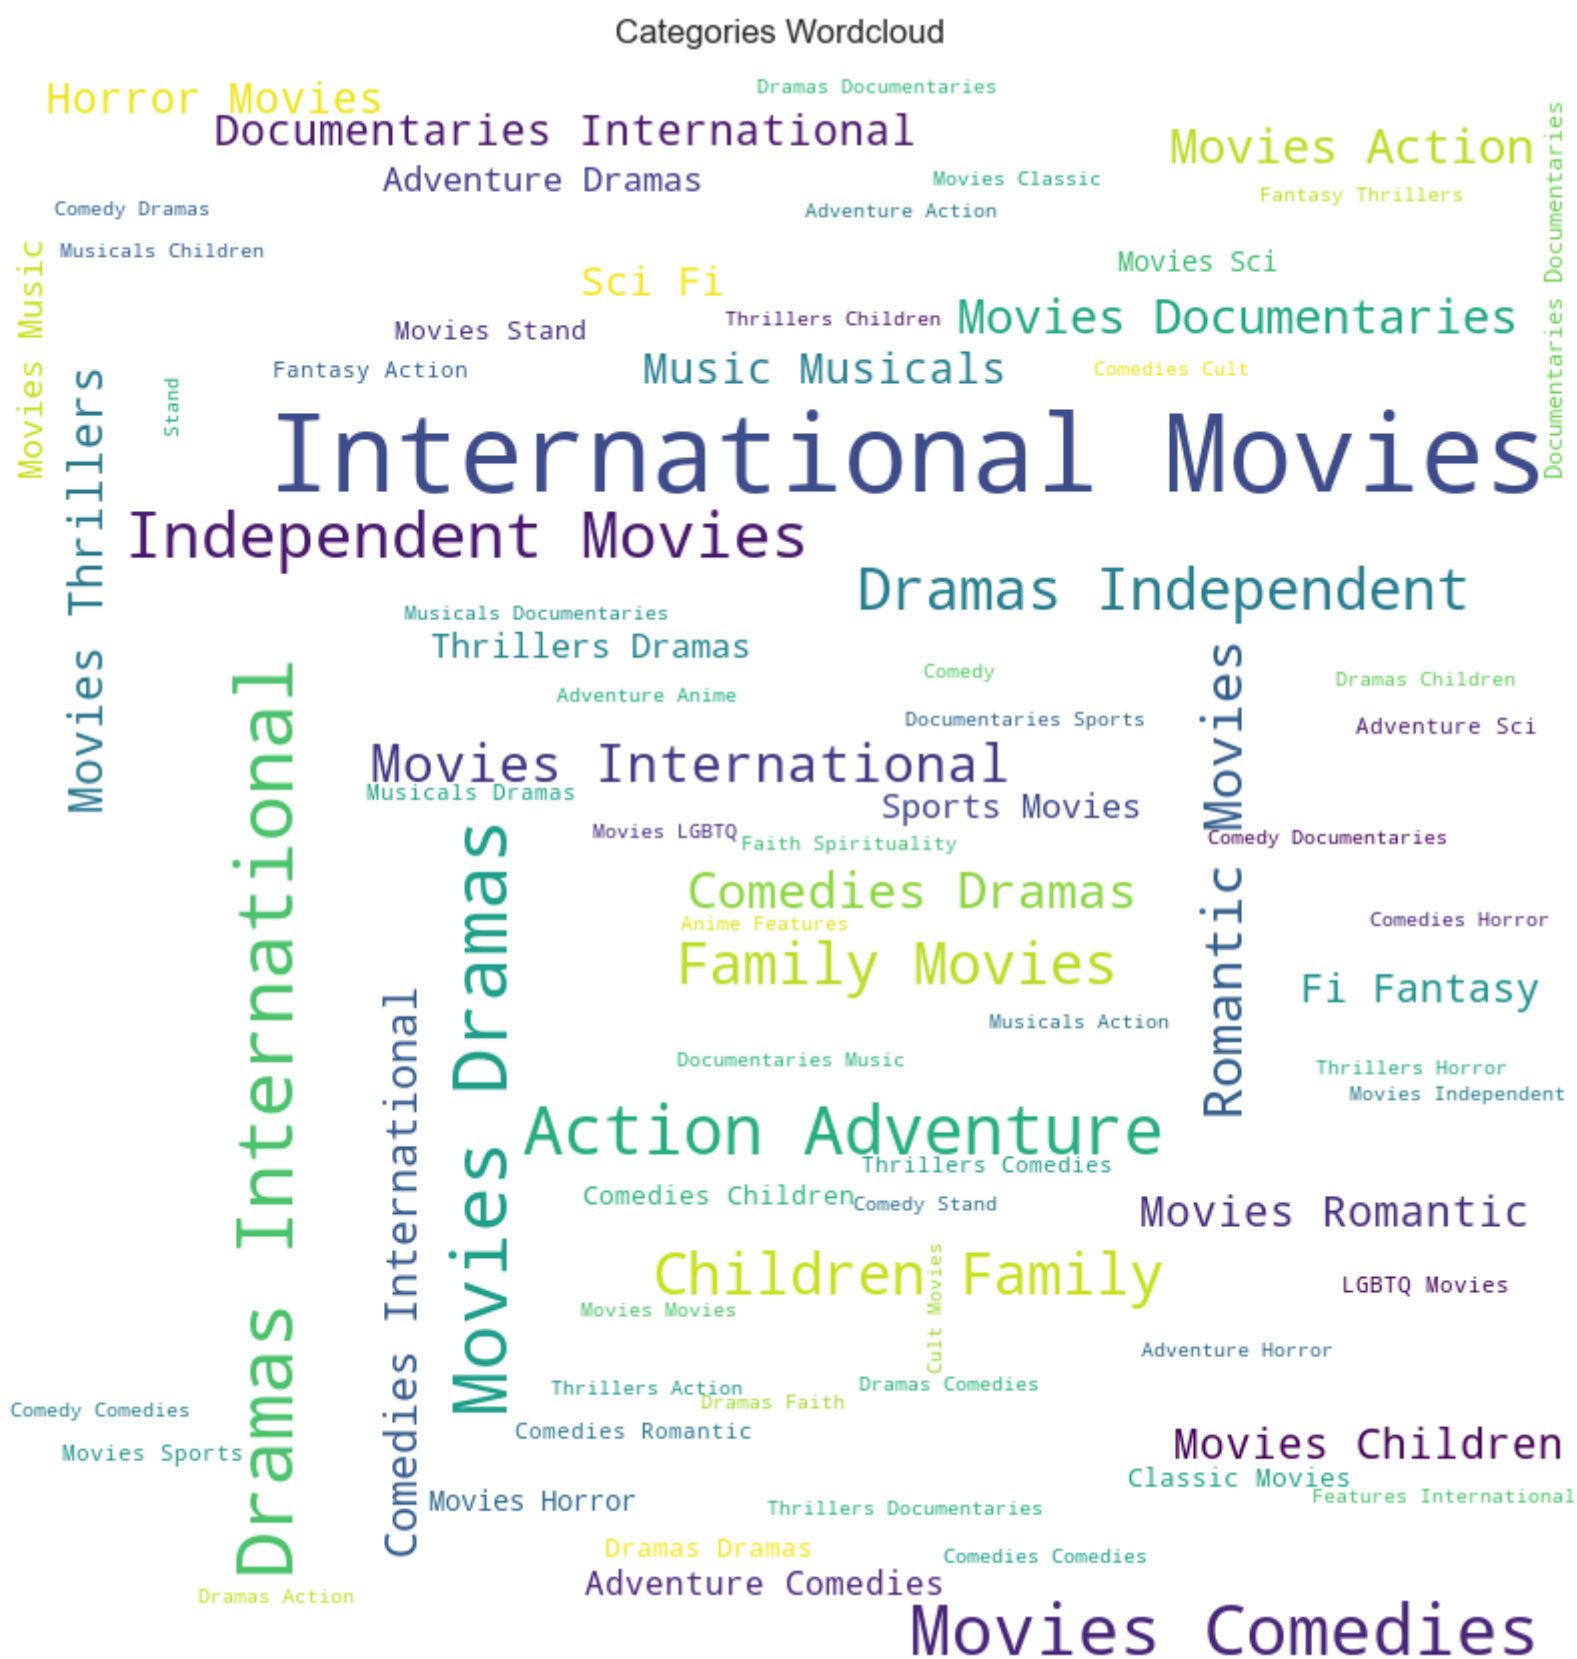 Categories Wordcloud
Dramas Documentaries
Horror Movies
Documentaries International
Movies Action
Documentaries Documentaries
Adventure Dramas
Movies Classic
Fantasy Thrillers
Comedy Dramas
Adventure Action
Musicals Children
Movies Music
Movies Sci
Sci Fi
Movies Stand
Thrillers Children
Movies Documentaries
Fantasy Action
Music Musicals
Comedies Cult
Movies Thrillers
Stand
International Movies
Independent Movies
Dramas Independent
Musicals Documentaries
Thrillers Dramas
Romantic Movies
Comedy
Dramas Children
Dramas International
Adventure Anime
Documentaries Sports
Adventure Sci
Movies International
Musicals Dramas
Sports Movies
Movies Dramas
Movies LGBTQ
Faith Spirituality
Comedy Documentaries
Comedies Dramas
Anime Features
Comedies Horror
Family Movies
Fi Fantasy
Comedies International
Musicals Action
Documentaries Music
Thrillers Horror
Movies Independent
Action Adventure
Thrillers Comedies
Comedies Children
Comedy Stand
Movies Romantic
Children Family
Cult Movies
LGBTQ Movies
Movies Movies
Adventure Horror
Thrillers Action
Dramas Comedies
Dramas Faith
Comedy Comedies
Comedies Romantic
Movies Children
Movies Sports
Classic Movies
Movies Horror
Features International
Thrillers Documentaries
Dramas Dramas
Comedies Comedies
Adventure Comedies
Dramas Action
Movies Comedies